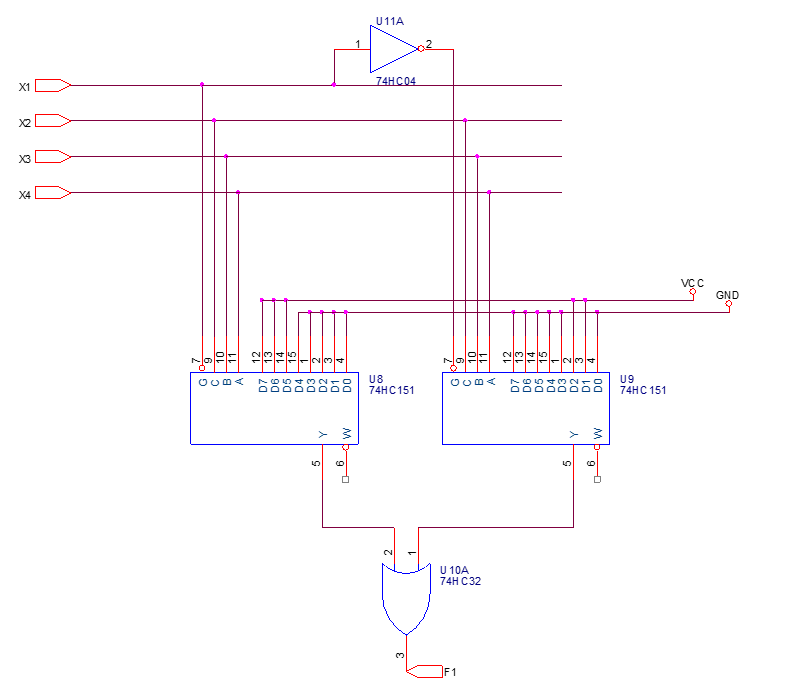 U11A
1
2
74HC04
X1
X2
X3
X4
VCC
GND
7
9
10
11
12
13
14
15
1
2
3
4
G
C
B
A
D7
D6
D5
D4
D3
D2
D1
D0
U8
74HC151
Y
W
5
6
7
9
10
11
12
13
14
15
1
2
3
4
G
C
B
A
D7
D6
D5
D4
D3
D2
D1
D0
U9
74HC151
Y
W
5
6
2
1
U10A
74HC32
3
F1